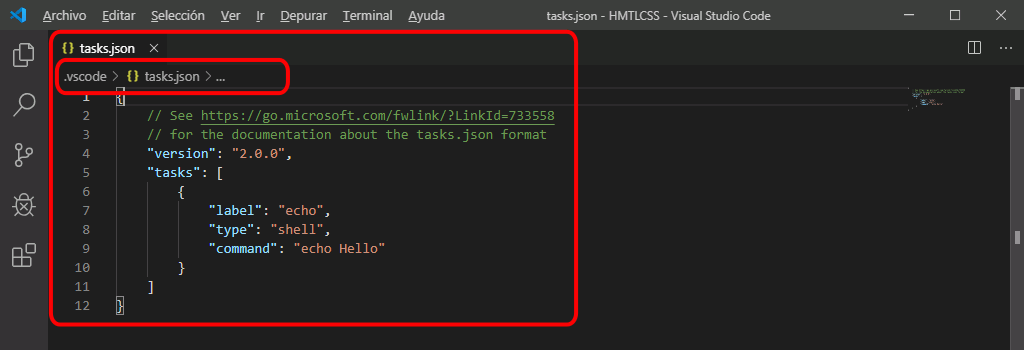 Archivo Editar Selección Ver Ir Depurar Terminal Ayuda tasks.json - HMTLCSS - Visual Studio Code
{} tasks.json ×
.vscode > {} tasks.json > ...
1 {
2 // See https://go.microsoft.com/fwlink/?LinkId=733558
3 // for the documentation about the tasks.json format
4 "version": "2.0.0",
5 "tasks": [
6 {
7 "label": "echo",
8 "type": "shell",
9 "command": "echo Hello"
10 }
11 ]
12 }